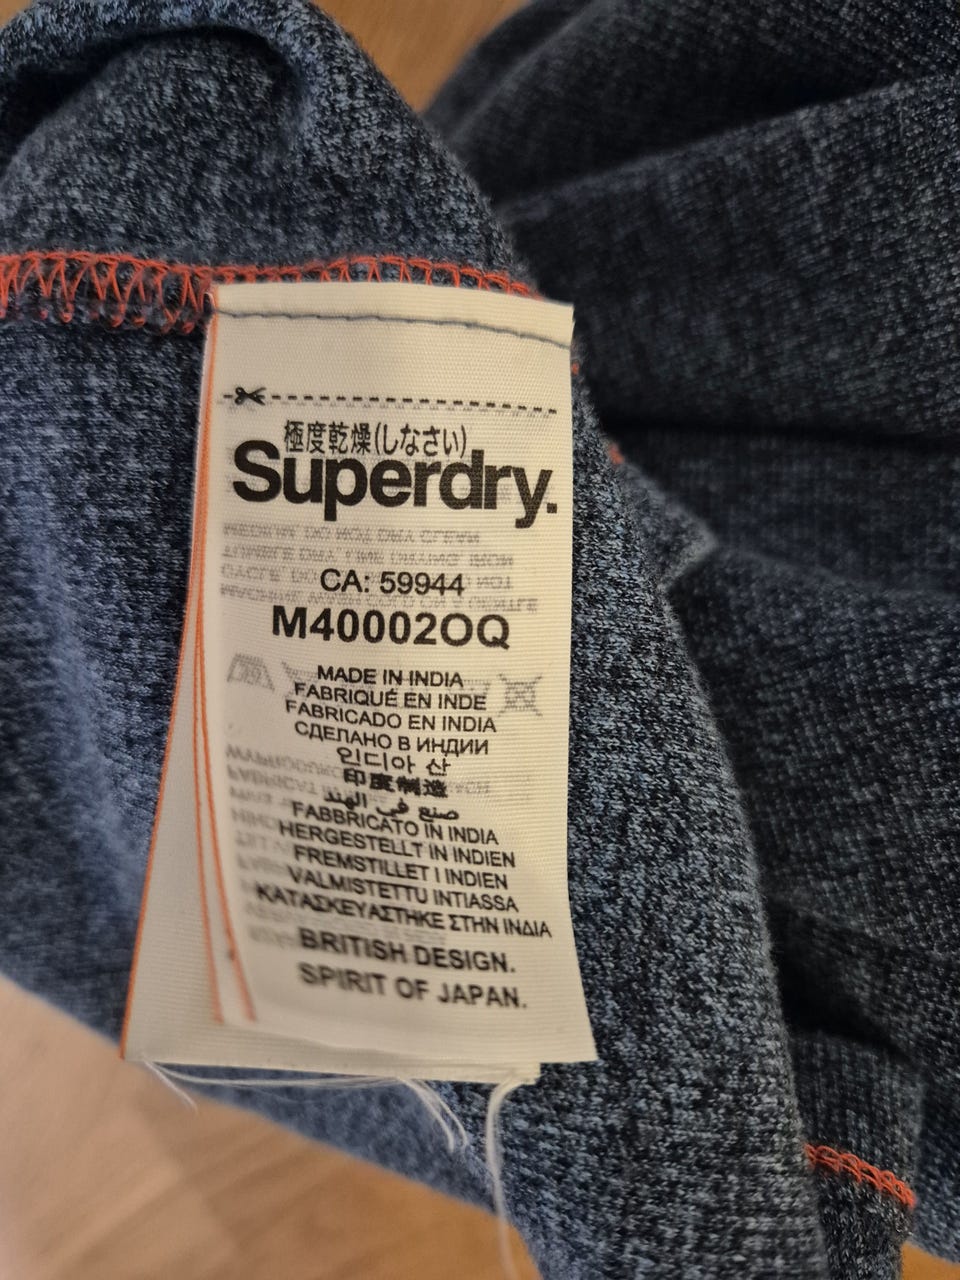 極度乾燥(しなさい)
Superdry.
CA: 59944
M40002OQ
MADE IN INDIA
FABRIQUÉ EN INDE
FABRICADO EN INDIA
СДЕЛАНО В ИНДИИ
인디아 산
印度制造
صنع في الهند
FABBRICATO IN INDIA
HERGESTELLT IN INDIEN
FREMSTILLET I INDIEN
VALMISTETTU INTIASSA
ΚΑΤΑΣΚΕΥΑΣΤΗΚΕ ΣΤΗΝ ΙΝΔΙΑ
BRITISH DESIGN.
SPIRIT OF JAPAN.